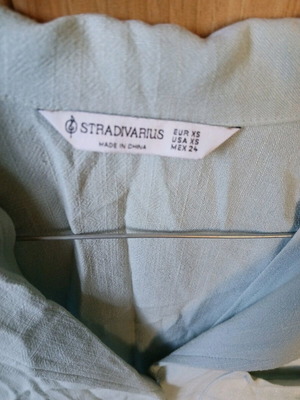 STRADIVARIUS
MADE IN CHINA
EUR XS
USA XS
MEX 24